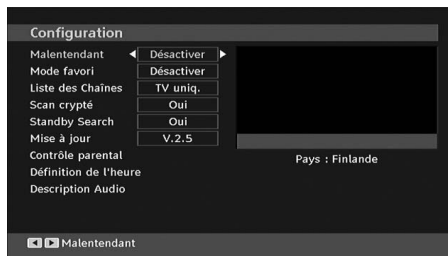 Configuration
Malentendant Désactiver
Mode favori Désactiver
Liste des Chaînes TV uniq.
Scan crypté Oui
Standby Search Oui
Mise à jour V.2.5
Contrôle parental
Définition de l'heure
Description Audio
Pays : Finlande
Malentendant